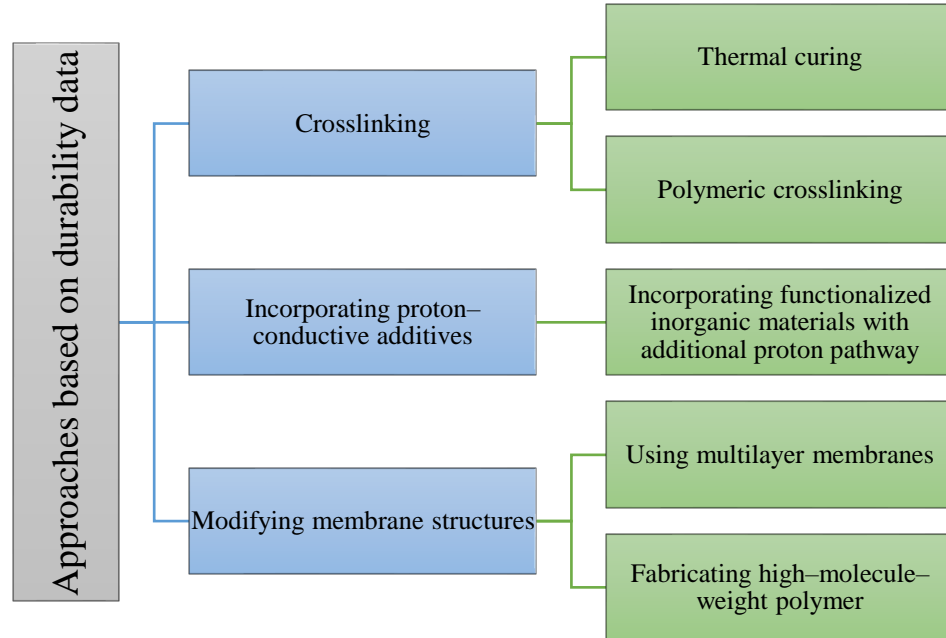 Approaches based on durability data
Crosslinking
Thermal curing
Polymeric crosslinking
Incorporating proton–
conductive additives
Incorporating functionalized
inorganic materials with
additional proton pathway
Modifying membrane structures
Using multilayer membranes
Fabricating high–molecule–
weight polymer